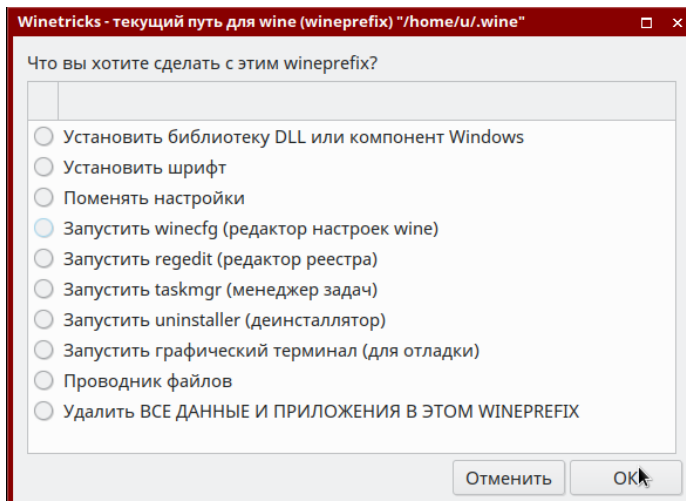 Winetricks - текущий путь для wine (wineprefix) "/home/u/.wine"
Что вы хотите сделать с этим wineprefix?
Установить библиотеку DLL или компонент Windows
Установить шрифт
Поменять настройки
Запустить winecfg (редактор настроек wine)
Запустить regedit (редактор реестра)
Запустить taskmgr (менеджер задач)
Запустить uninstaller (деинсталлятор)
Запустить графический терминал (для отладки)
Проводник файлов
Удалить ВСЕ ДАННЫЕ И ПРИЛОЖЕНИЯ В ЭТОМ WINEPREFIX
Отменить OK